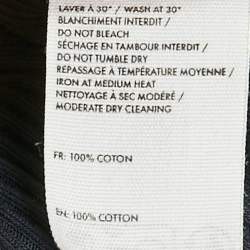 LAVER À 30° / WASH AT 30°
BLANCHIMENT INTERDIT /
DO NOT BLEACH
SÉCHAGE EN TAMBOUR INTERDIT /
DO NOT TUMBLE DRY
REPASSAGE À TEMPÉRATURE MOYENNE /
IRON AT MEDIUM HEAT
NETTOYAGE À SEC MODÉRÉ /
MODERATE DRY CLEANING
FR: 100% COTON
EN: 100% COTTON